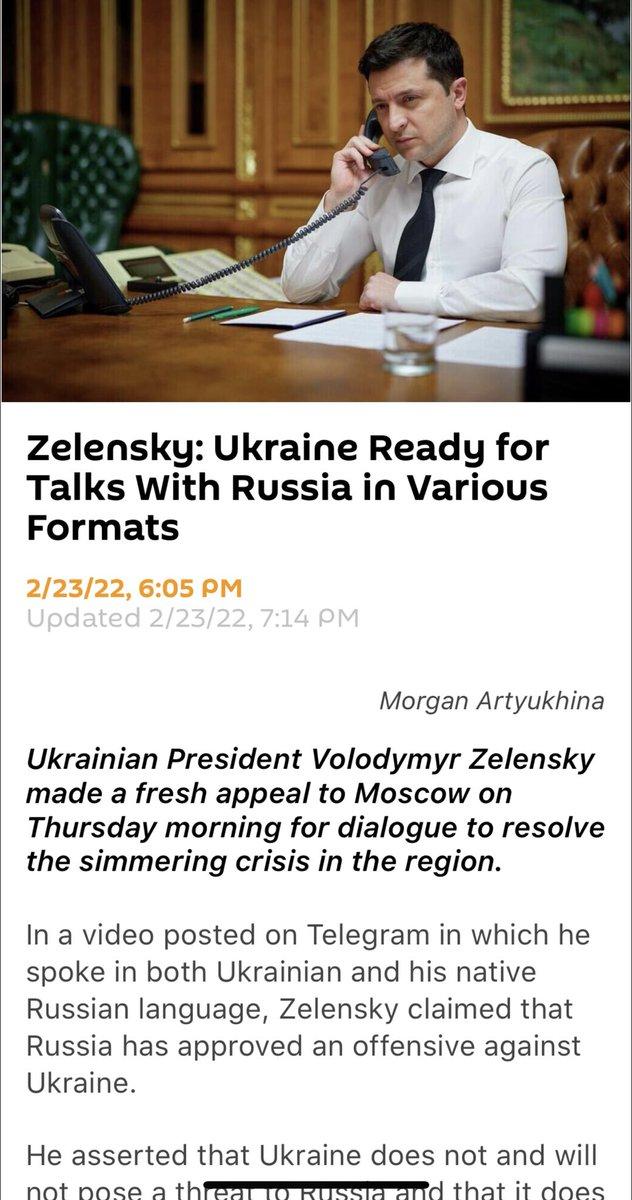 Zelensky: Ukraine Ready for
Talks With Russia in Various
Formats
2/23/22, 6:05 PM
Updated 2/23/22, 7:14 PM
Morgan Artyukhina
Ukrainian President Volodymyr Zelensky
made a fresh appeal to Moscow on
Thursday morning for dialogue to resolve
the simmering crisis in the region.
In a video posted on Telegram in which he
spoke in both Ukrainian and his native
Russian language, Zelensky claimed that
Russia has approved an offensive against
Ukraine.
He asserted that Ukraine does not and will
not pose a threat to Russia and that it does